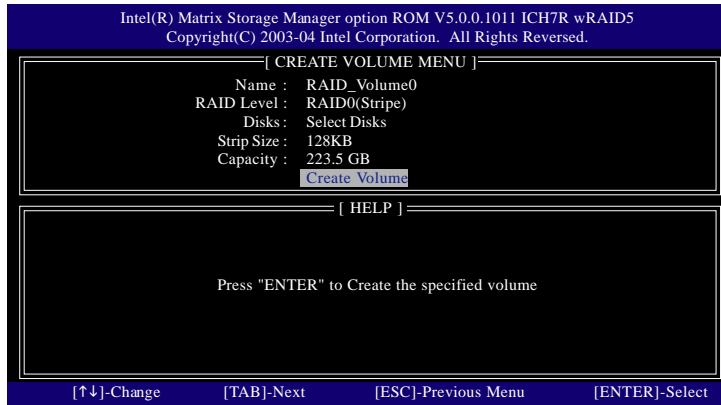 Intel(R) Matrix Storage Manager option ROM V5.0.0.1011 ICH7R wRAID5
Copyright(C) 2003-04 Intel Corporation. All Rights Reversed.
[ CREATE VOLUME MENU ]
Name : RAID_Volume0
RAID Level : RAID0(Stripe)
Disks : Select Disks
Strip Size : 128KB
Capacity : 223.5 GB
Create Volume
[ HELP ]
Press "ENTER" to Create the specified volume
[↑↓]-Change [TAB]-Next [ESC]-Previous Menu [ENTER]-Select